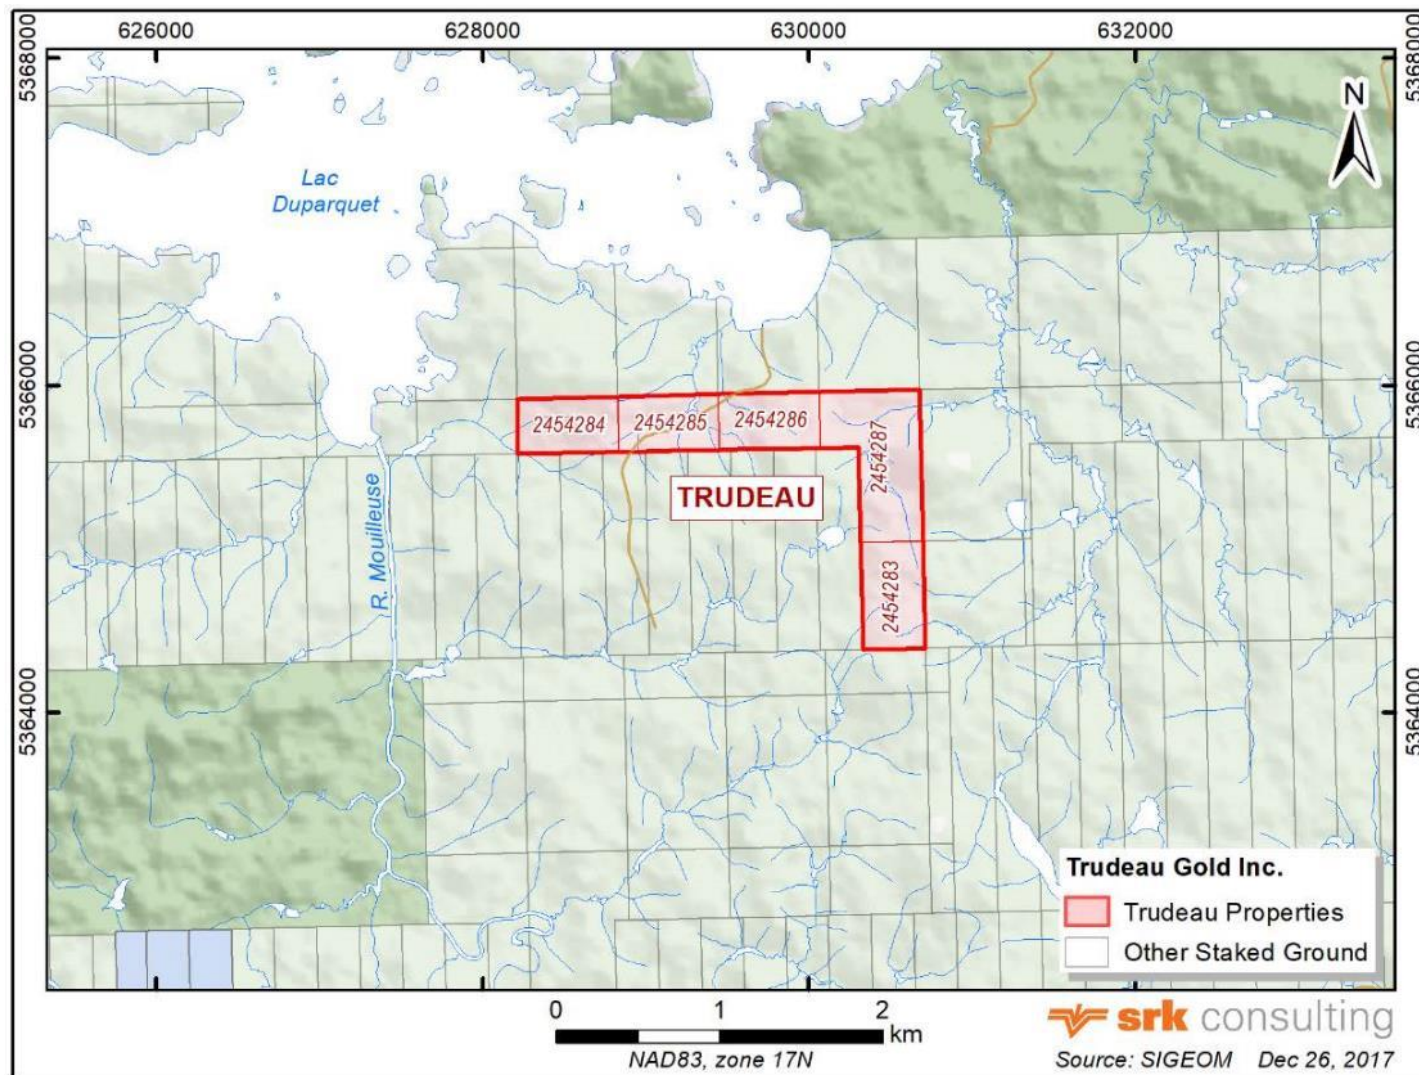 626000
628000
630000
632000
5368000
5368000
N
Lac
Duparquet
5366000
5366000
2454284
2454285
2454286
2454287
TRUDEAU
R. Mouilleuse
2454283
5364000
5364000
Trudeau Gold Inc.
Trudeau Properties
Other Staked Ground
0
1
2
km
NAD83, zone 17N
srk consulting
Source: SIGEOM Dec 26, 2017